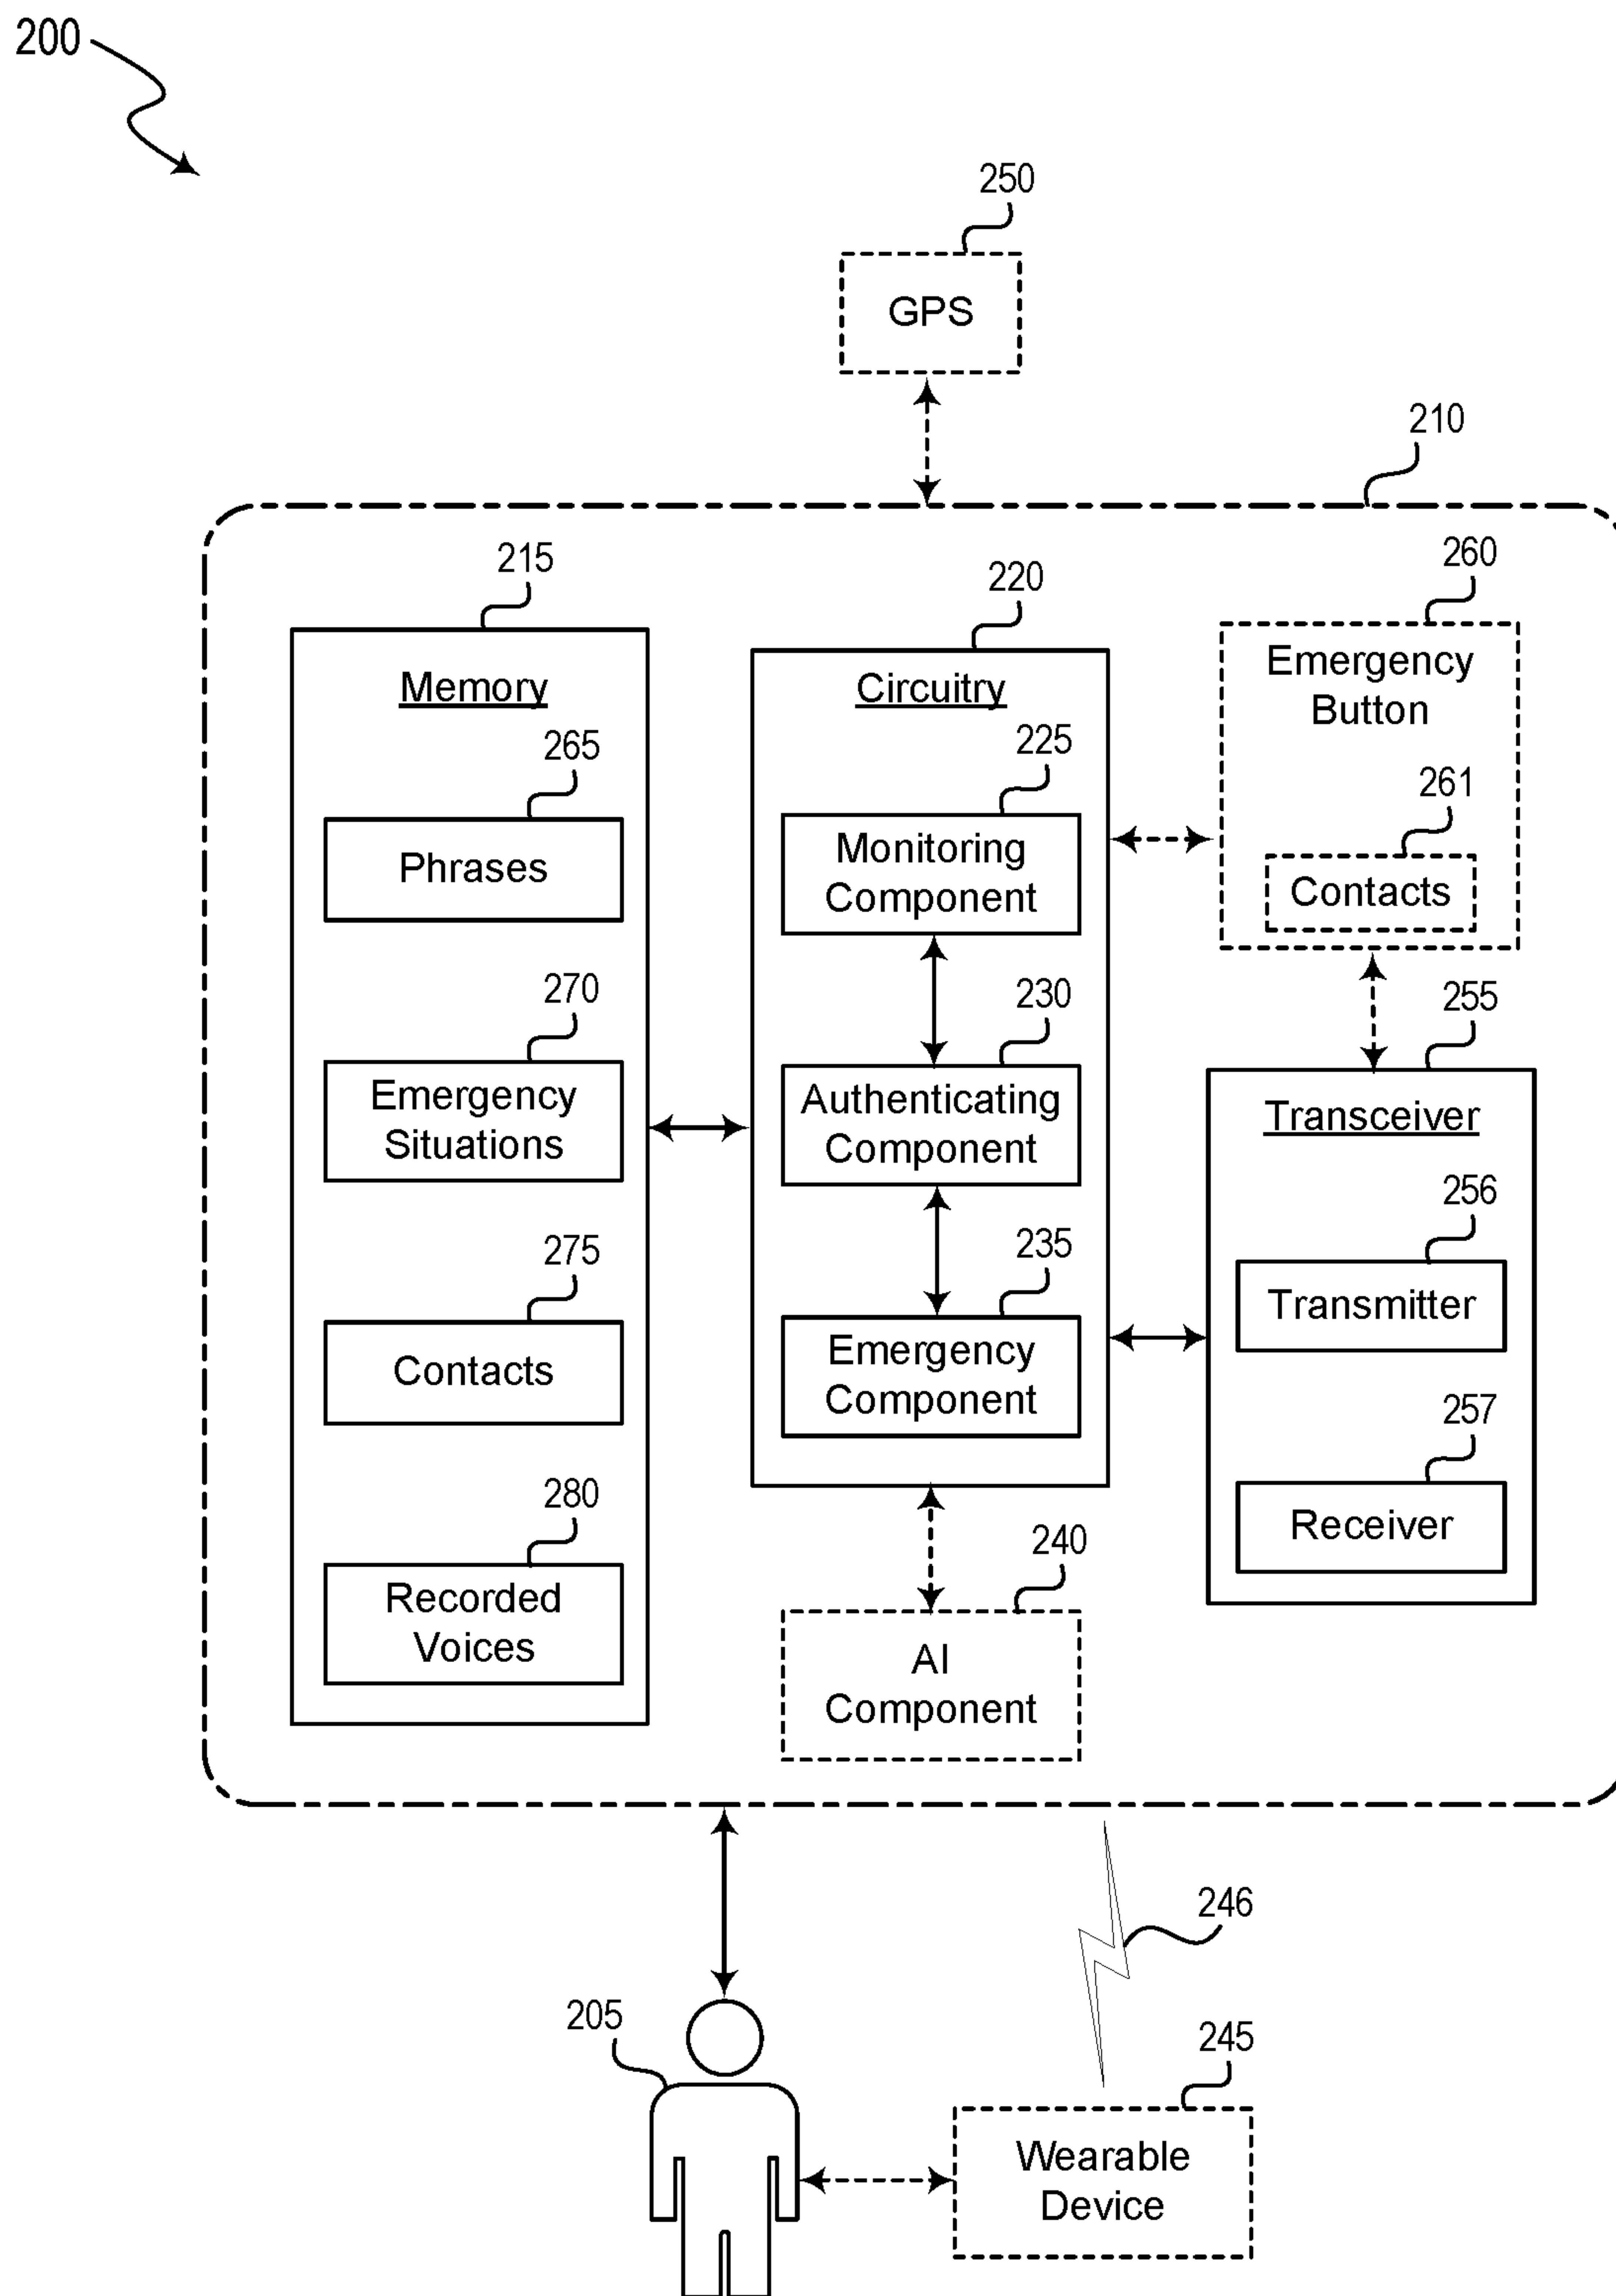 200
250
GPS
210
215
Memory
265
Phrases
270
Emergency
Situations
275
Contacts
280
Recorded
Voices
220
Circuitry
225
Monitoring
Component
230
Authenticating
Component
235
Emergency
Component
240
AI
Component
260
Emergency
Button
261
Contacts
255
Transceiver
256
Transmitter
257
Receiver
246
205
245
Wearable
Device